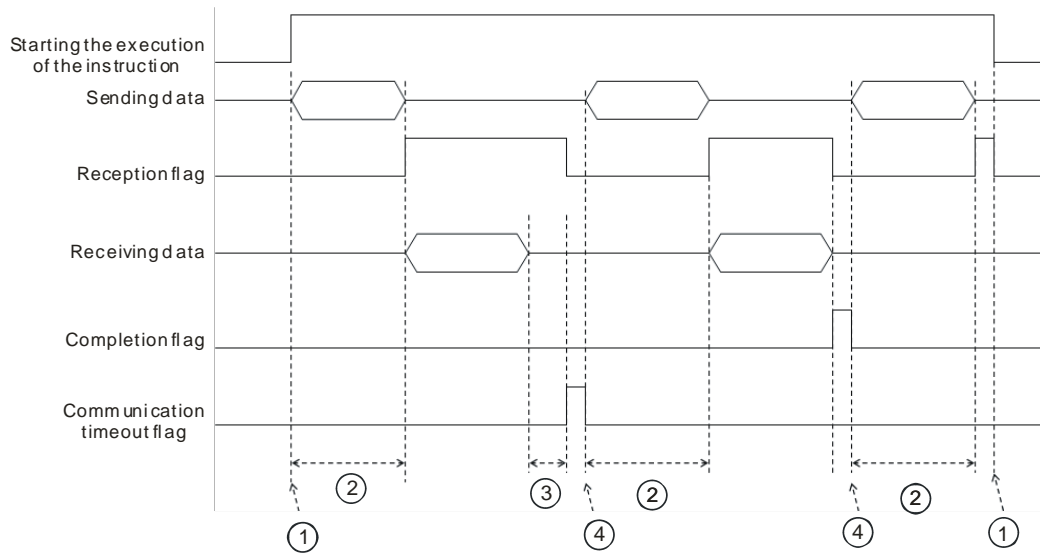 Starting the execution
of the instruction
Sending data
Reception flag
Receiving data
Completion flag
Communication
timeout flag
2
3
2
2
1
4
4
1